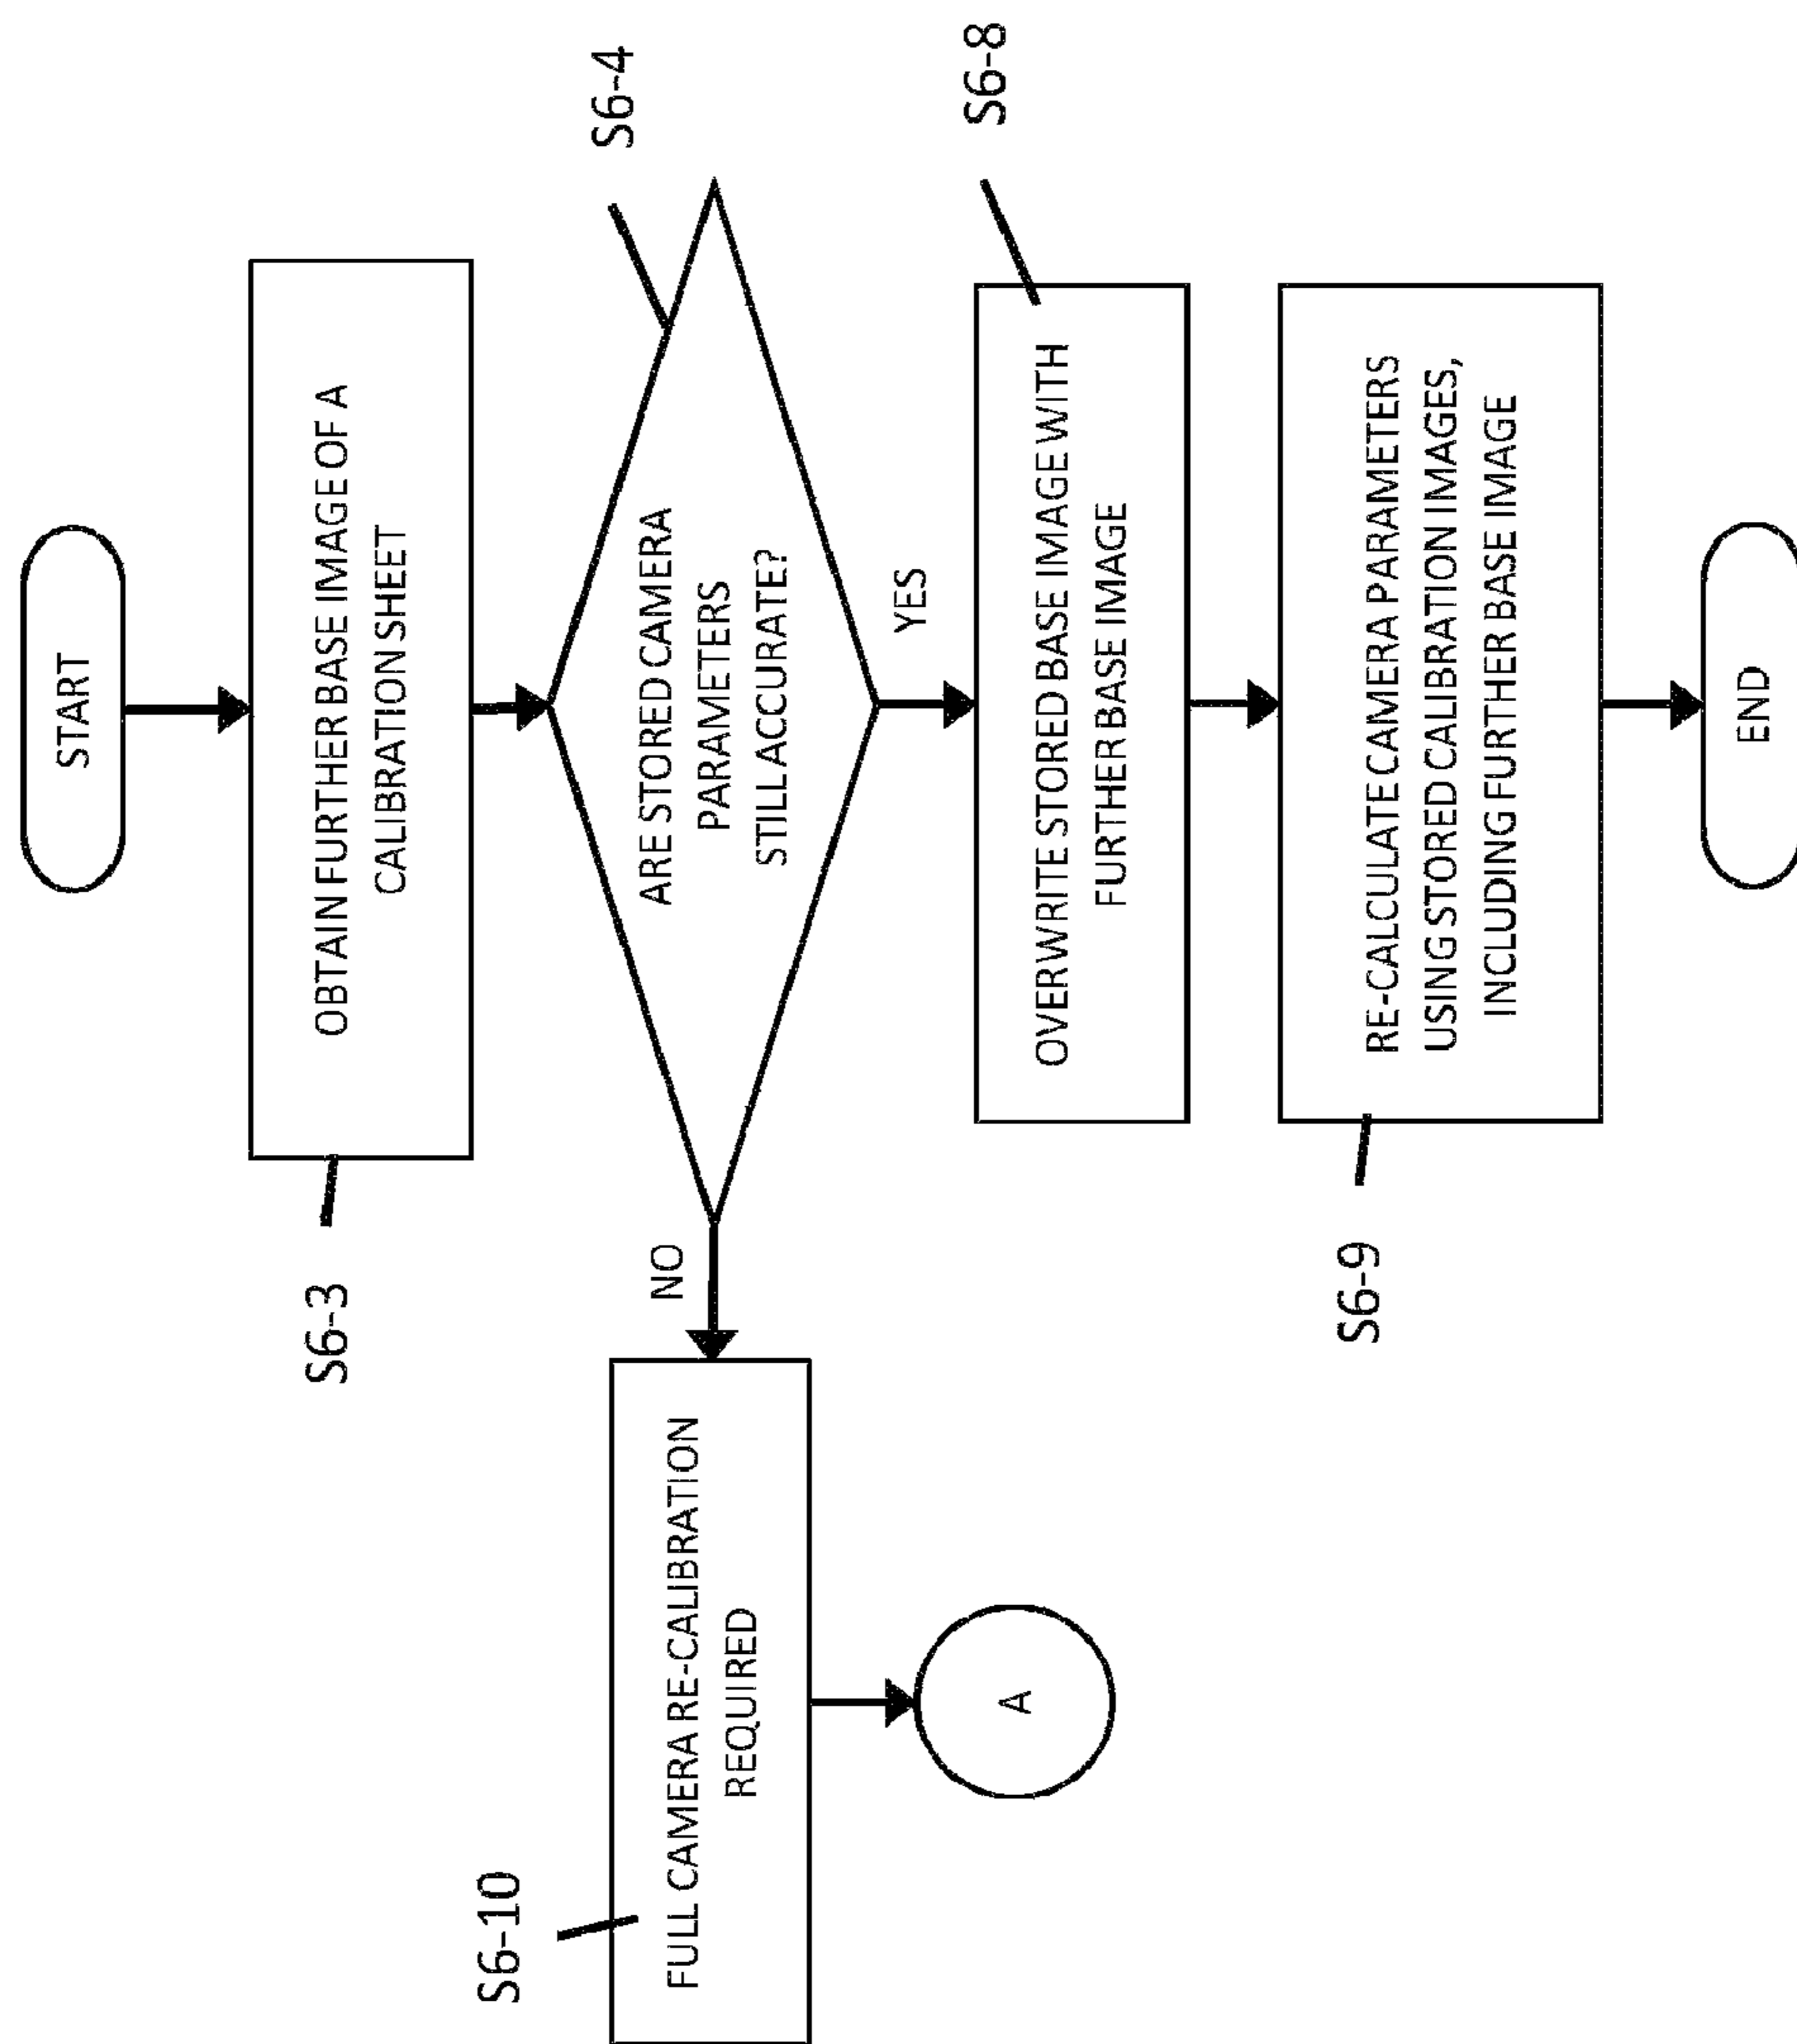 START
S6-3
OBTAIN FURTHER BASE IMAGE OF A
CALIBRATION SHEET
S6-4
ARE STORED CAMERA
PARAMETERS
STILL ACCURATE?
NO
YES
S6-10
FULL CAMERA RE-CALIBRATION
REQUIRED
A
S6-8
OVERWRITE STORED BASE IMAGE WITH
FURTHER BASE IMAGE
S6-9
RE-CALCULATE CAMERA PARAMETERS
USING STORED CALIBRATION IMAGES,
INCLUDING FURTHER BASE IMAGE
END